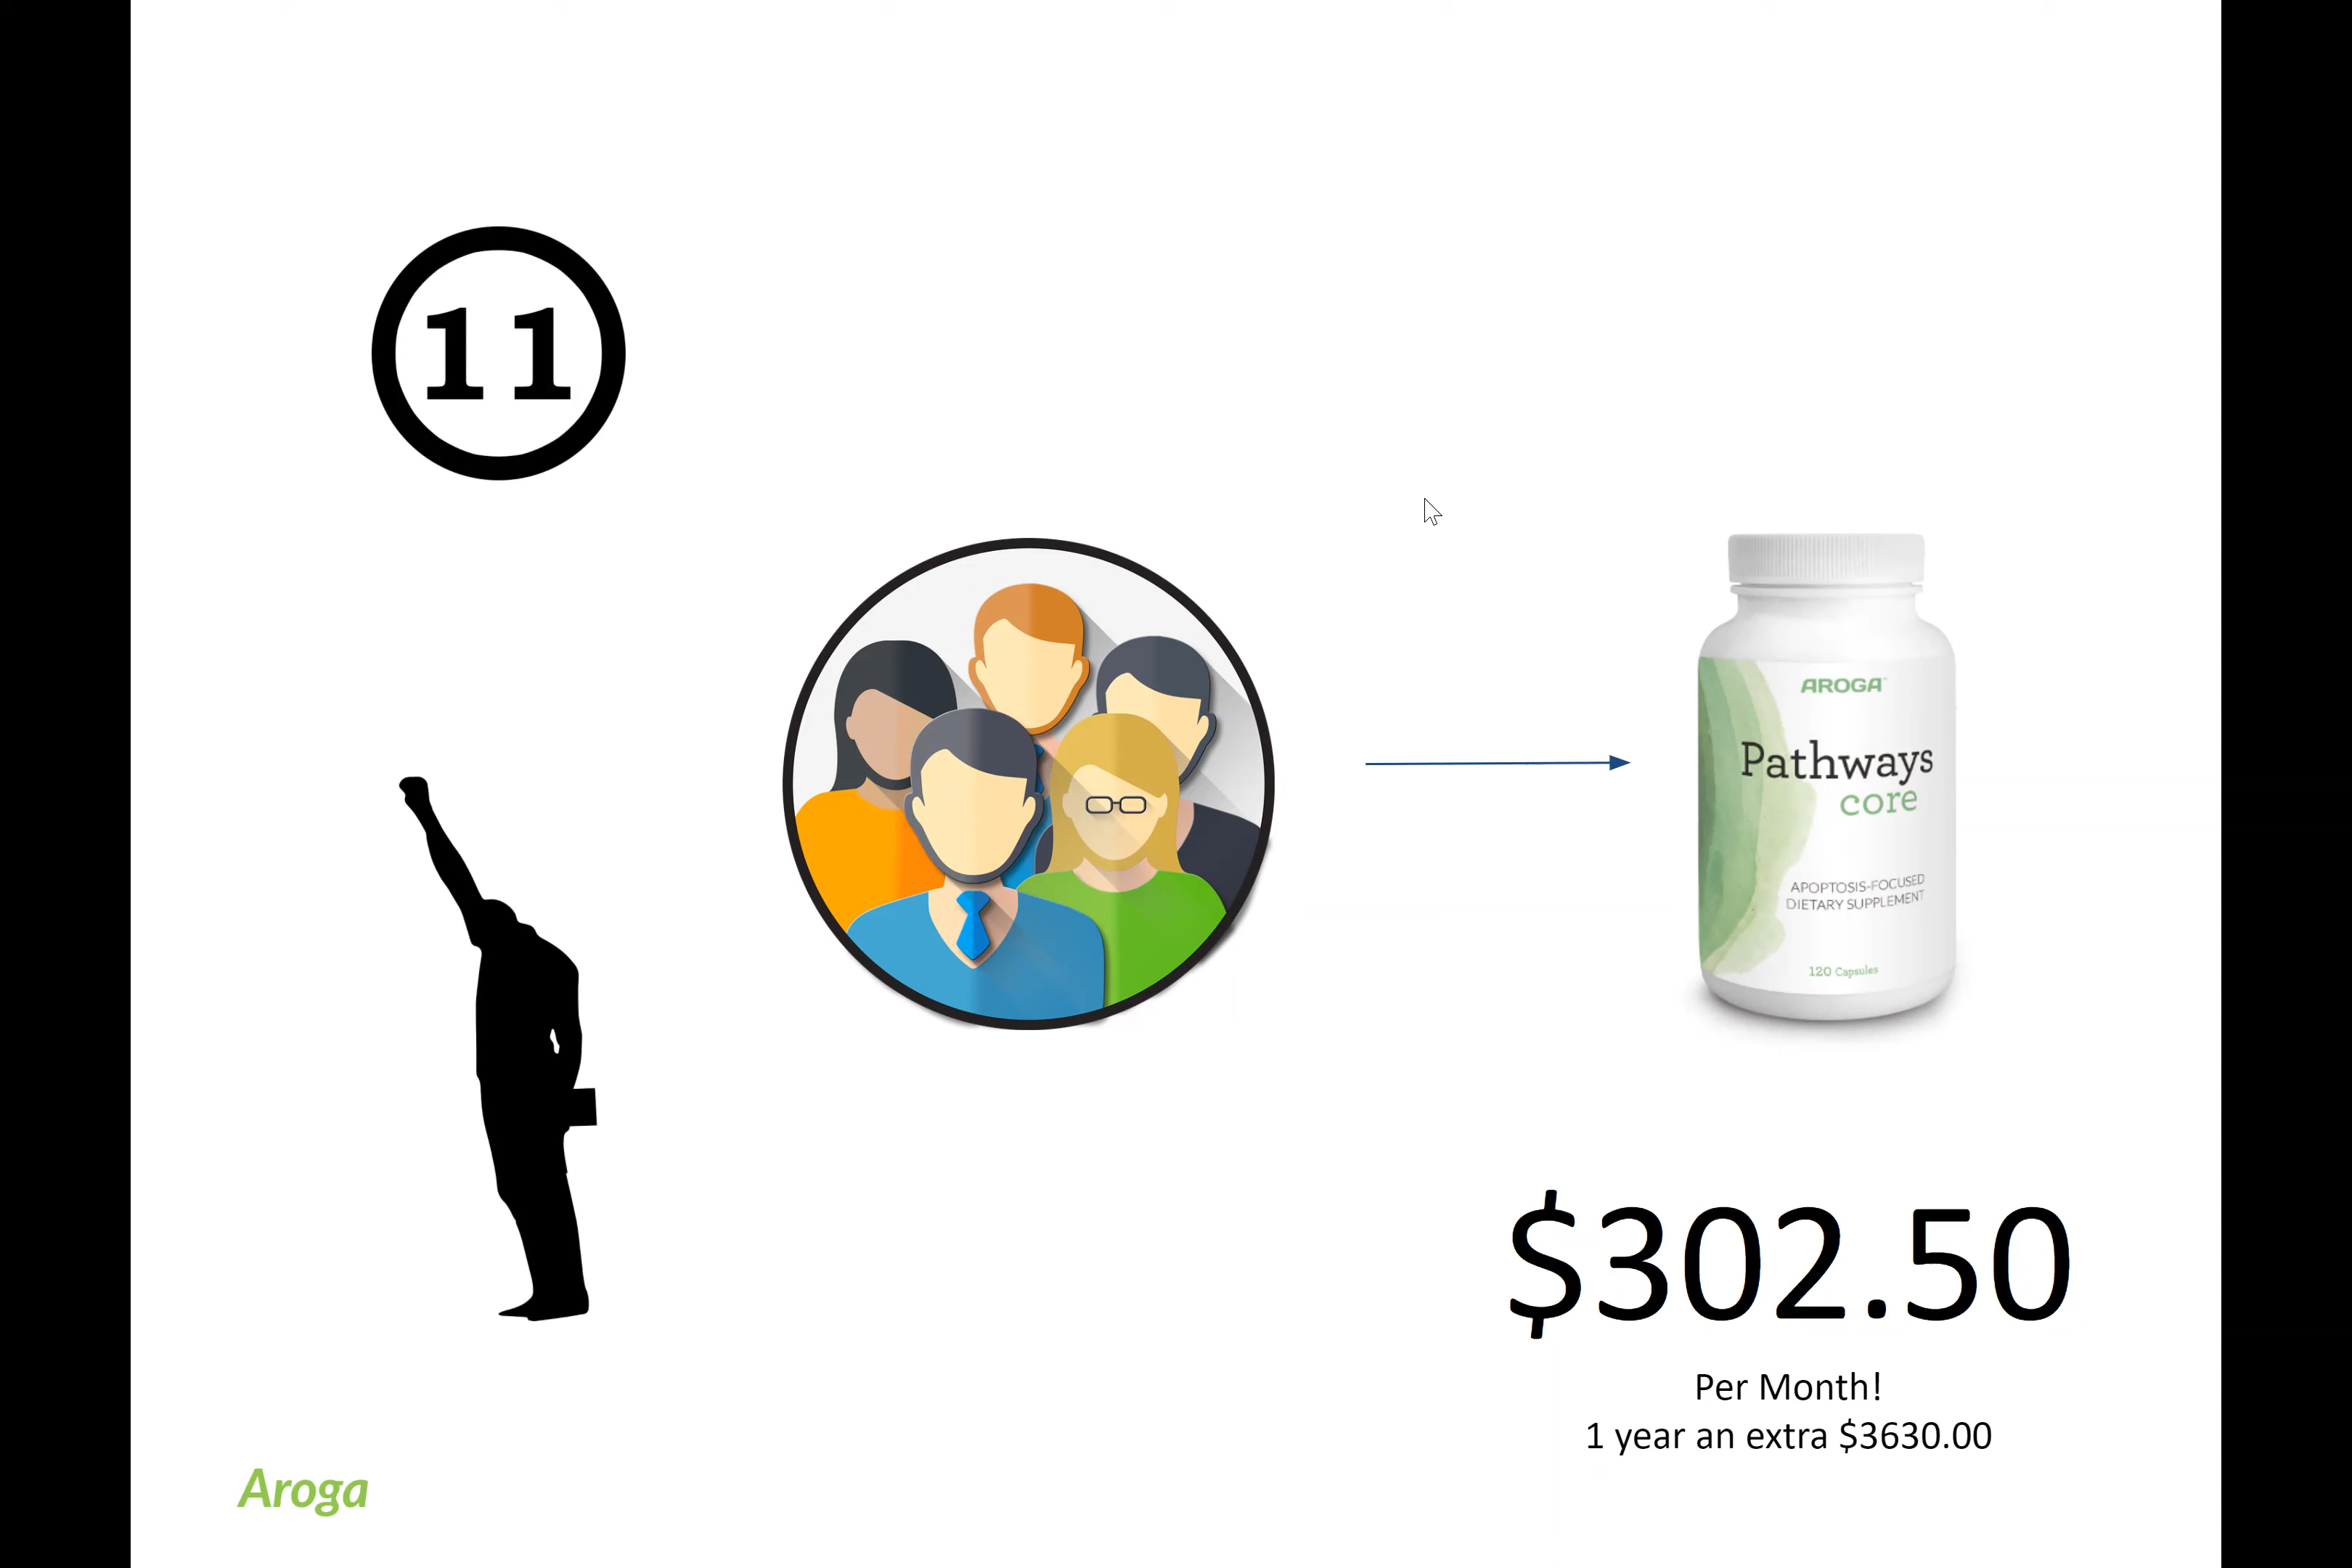 11
AROGA™
Pathways
core
APOPTOSIS-FOCUSED
DIETARY SUPPLEMENT
120 Capsules
$302.50
Per Month!
1 year an extra $3630.00
Aroga